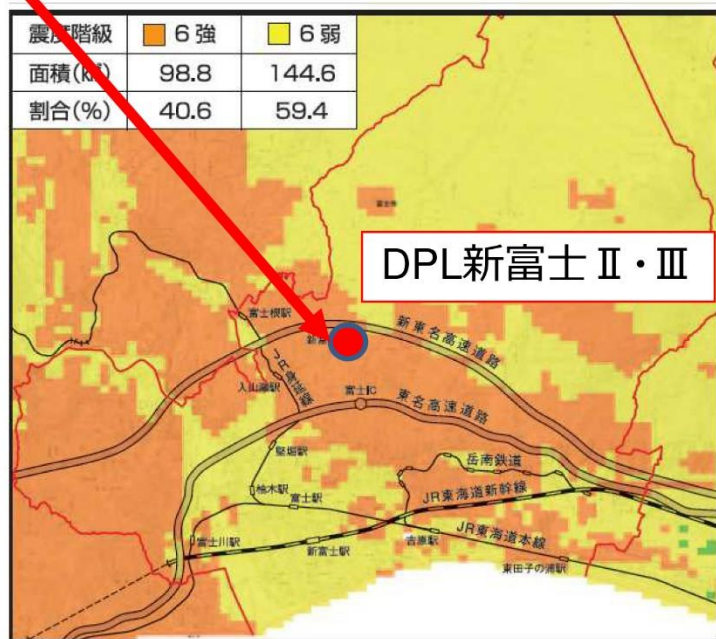 震度階級 6強 6弱
面積(㎢) 98.8 144.6
割合(%) 40.6 59.4
富士市
DPL新富士Ⅱ・Ⅲ
富士根駅
新東名高速道路
JR身延線
入山瀬駅
富士IC
東名高速道路
竪堀駅
岳南鉄道
柚木駅
富士駅
JR東海道新幹線
富士川駅
新富士駅
吉原駅
JR東海道本線
東田子の浦駅